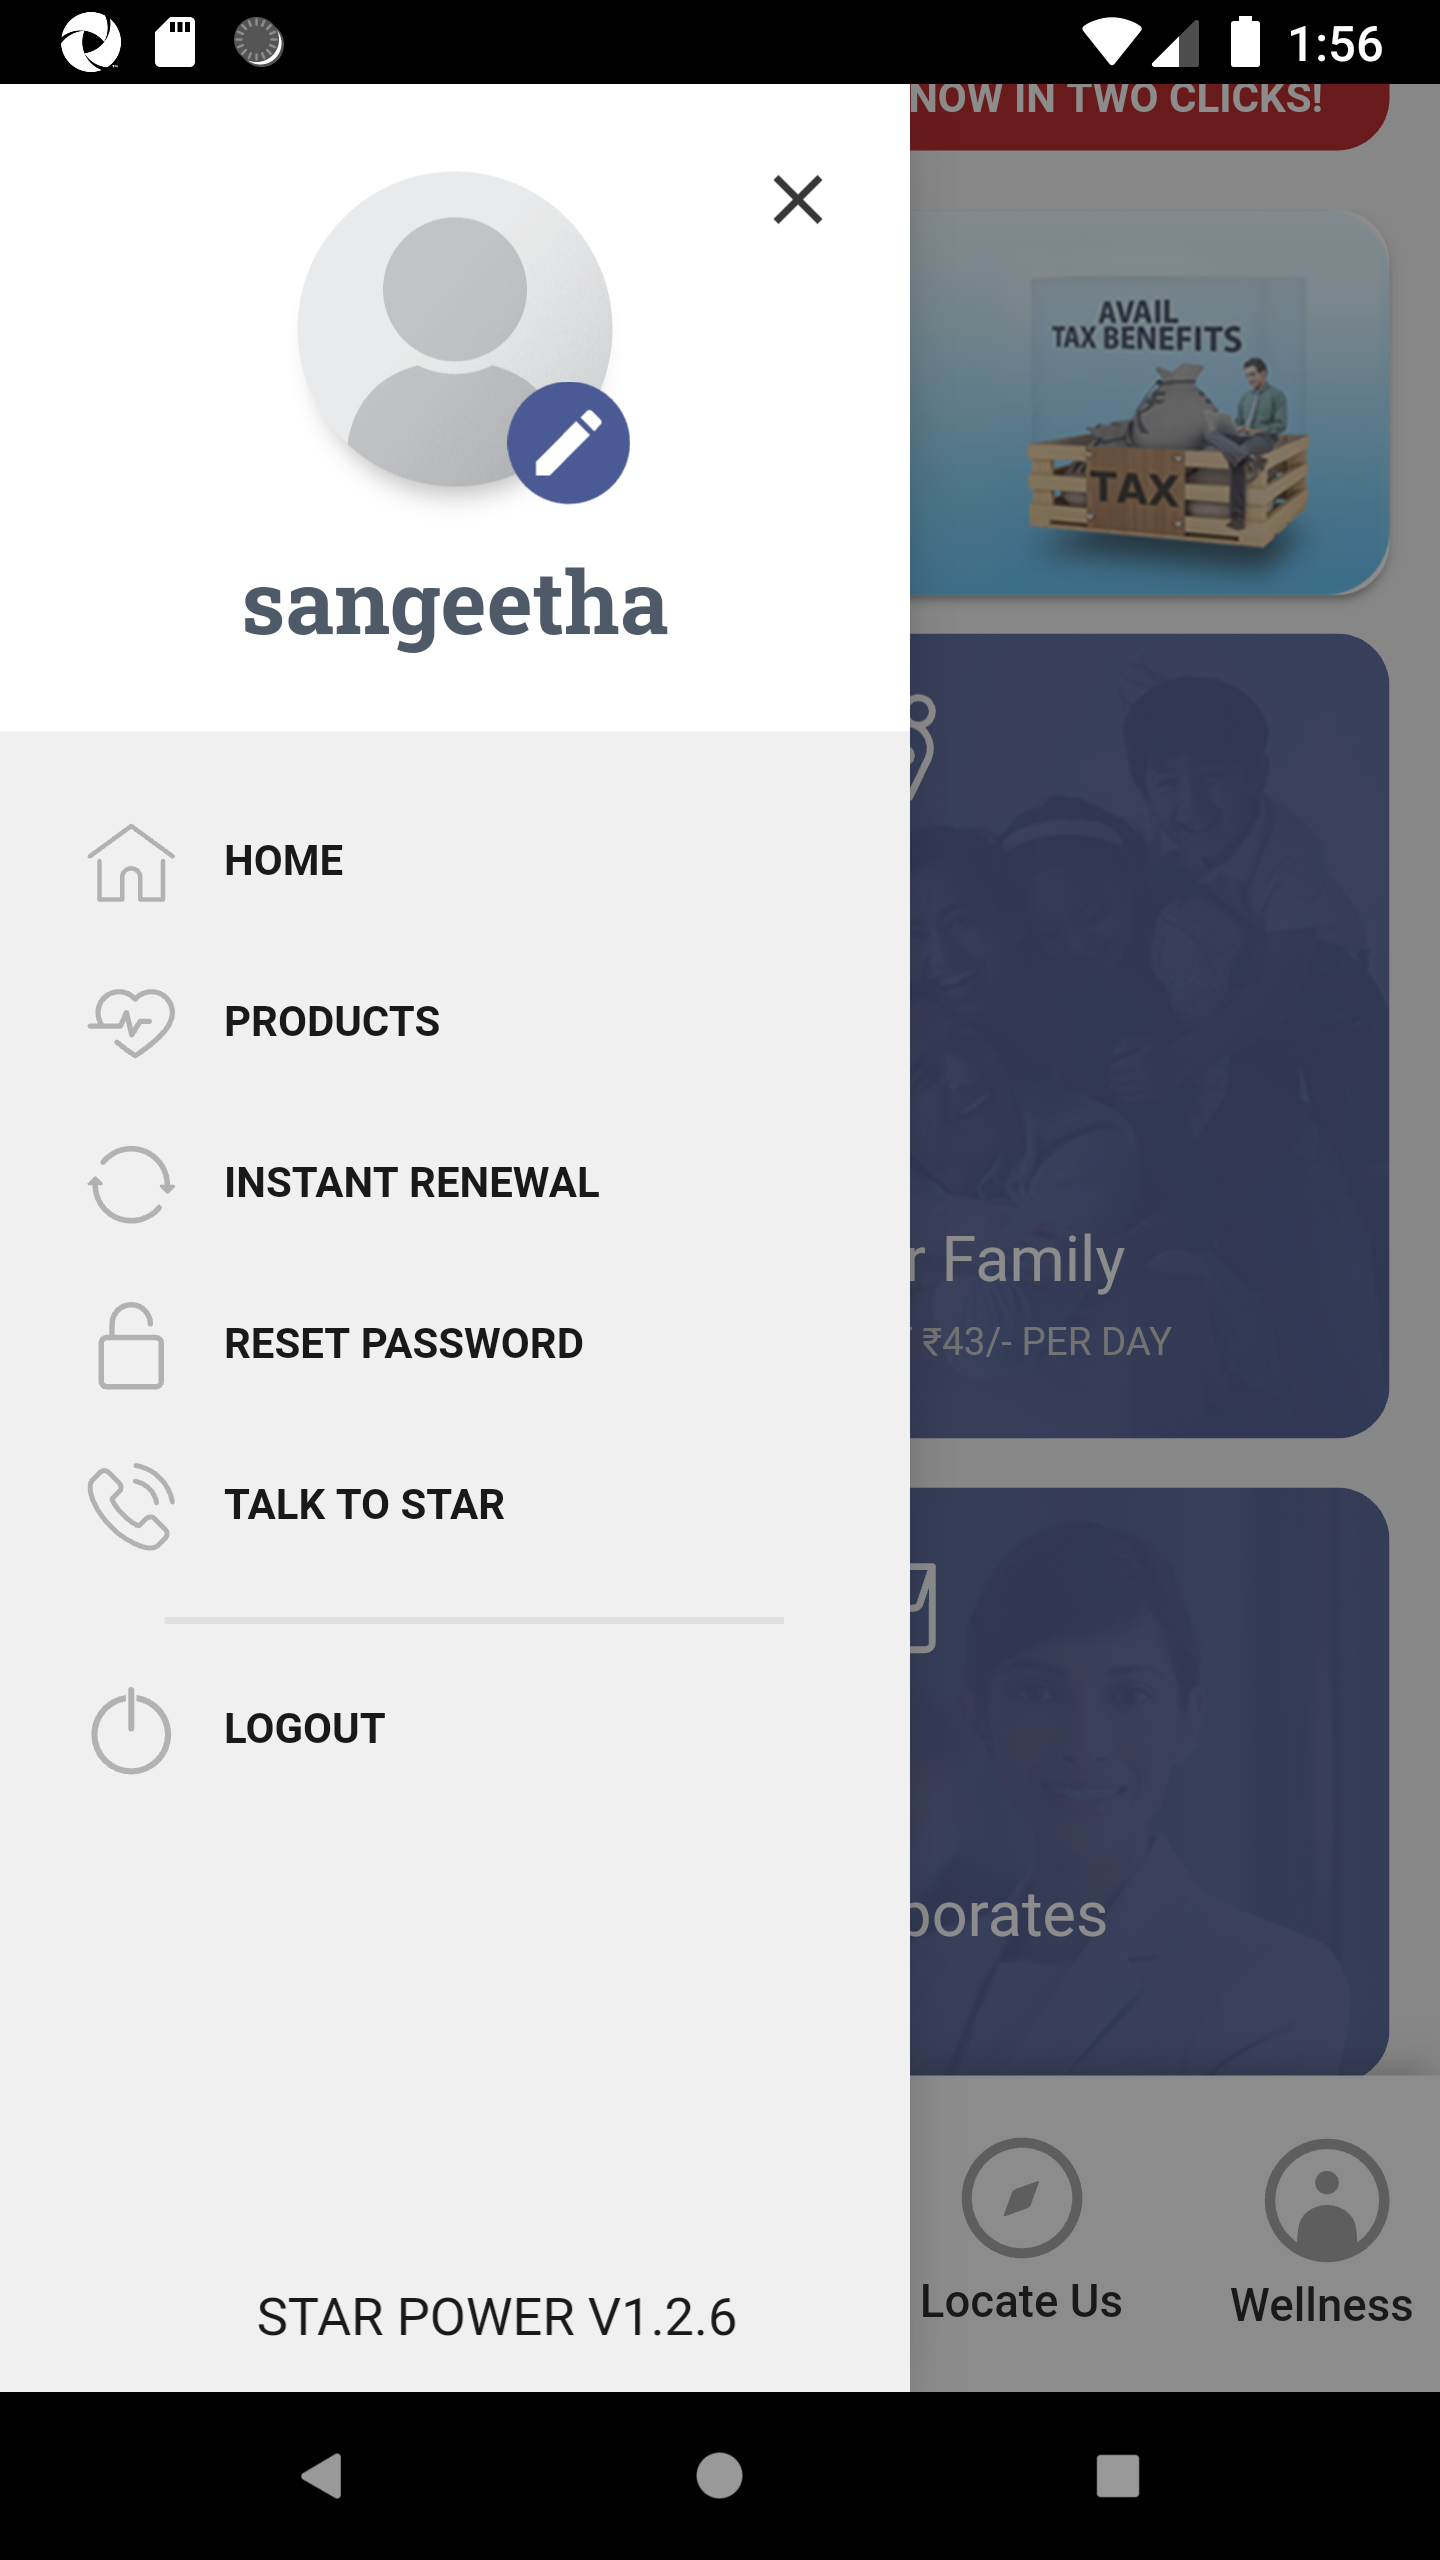 1:56
NOW IN TWO CLICKS!
AVAIL
TAX BENEFITS
TAX
sangeetha
HOME
PRODUCTS
INSTANT RENEWAL
r Family
RESET PASSWORD
₹43/- PER DAY
TALK TO STAR
LOGOUT
porates
Locate Us
Wellness
STAR POWER V1.2.6